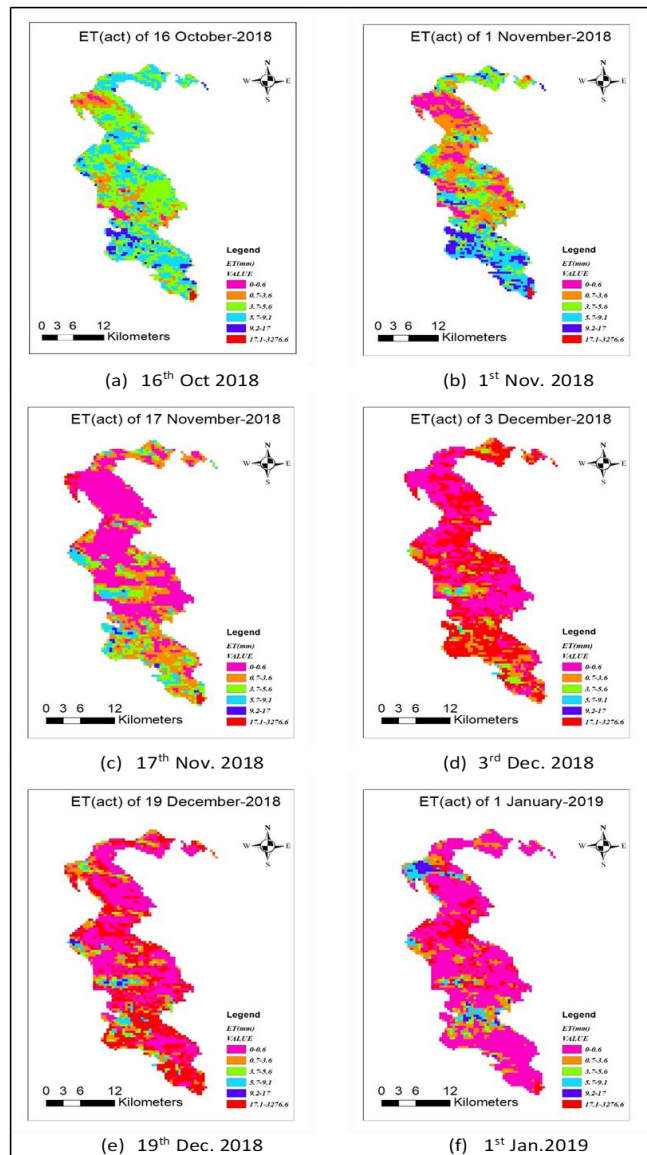 ET(act) of 16 October-2018
N
W E
S
Legend
ET(mm)
VALUE
0-0.6
0.7-3.6
3.7-5.6
5.7-9.1
9.2-17
17.1-3276.6
0 3 6 12
Kilometers
(a) 16th Oct 2018
ET(act) of 1 November-2018
N
W E
S
Legend
ET(mm)
VALUE
0-0.6
0.7-3.6
3.7-5.6
5.7-9.1
9.2-17
17.1-3276.6
0 3 6 12
Kilometers
(b) 1st Nov. 2018
ET(act) of 17 November-2018
N
W E
S
Legend
ET(mm)
VALUE
0-0.6
0.7-3.6
3.7-5.6
5.7-9.1
9.2-17
17.1-3276.6
0 3 6 12
Kilometers
(c) 17th Nov. 2018
ET(act) of 3 December-2018
N
W E
S
Legend
ET(mm)
VALUE
0-0.6
0.7-3.6
3.7-5.6
5.7-9.1
9.2-17
17.1-3276.6
0 3 6 12
Kilometers
(d) 3rd Dec. 2018
ET(act) of 19 December-2018
N
W E
S
Legend
ET(mm)
VALUE
0-0.6
0.7-3.6
3.7-5.6
5.7-9.1
9.2-17
17.1-3276.6
0 3 6 12
Kilometers
(e) 19th Dec. 2018
ET(act) of 1 January-2019
N
W E
S
Legend
ET(mm)
VALUE
0-0.6
0.7-3.6
3.7-5.6
5.7-9.1
9.2-17
17.1-3276.6
0 3 6 12
Kilometers
(f) 1st Jan.2019